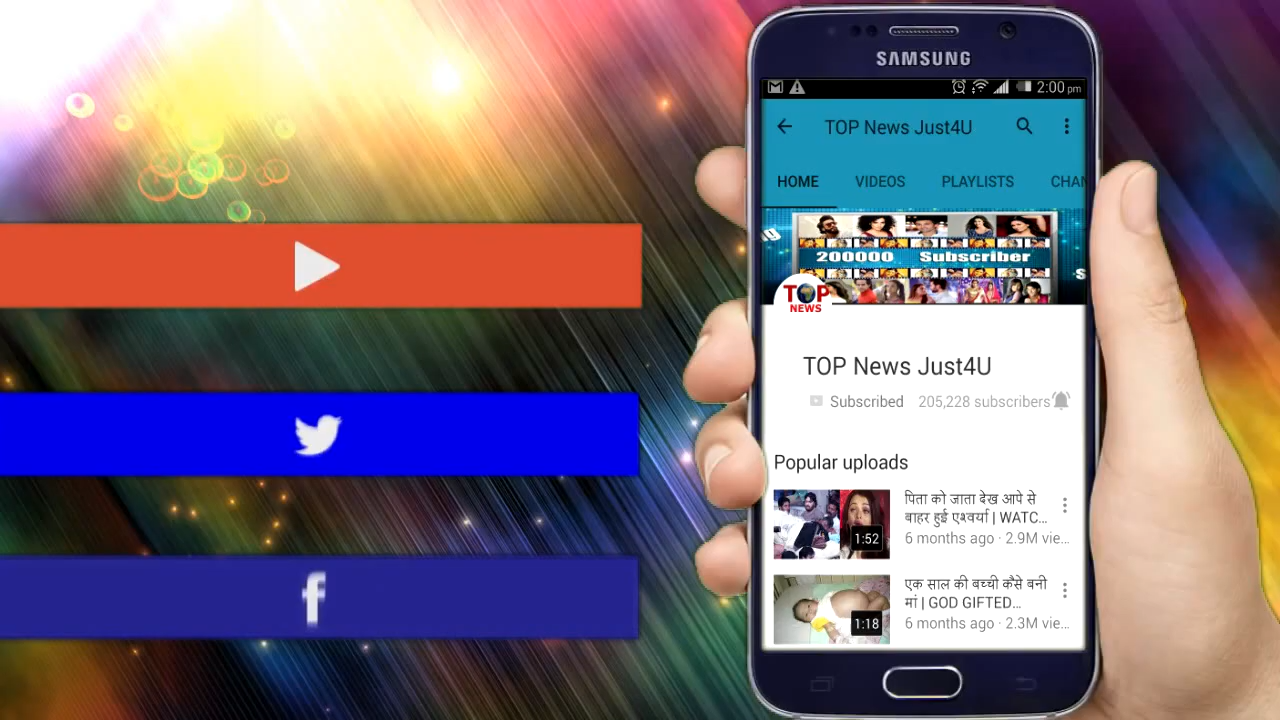 SAMSUNG
2:00 pm
TOP News Just4U
HOME VIDEOS PLAYLISTS CHAN
200000 Subscriber
TOP
NEWS
TOP News Just4U
Subscribed 205,228 subscribers
Popular uploads
पिता को जाता देख आपे से
बाहर हुई एश्वर्या | WATC...
1:52
6 months ago · 2.9M vie...
एक साल की बच्ची कैसे बनी
मां | GOD GIFTED...
1:18
6 months ago · 2.3M vie...